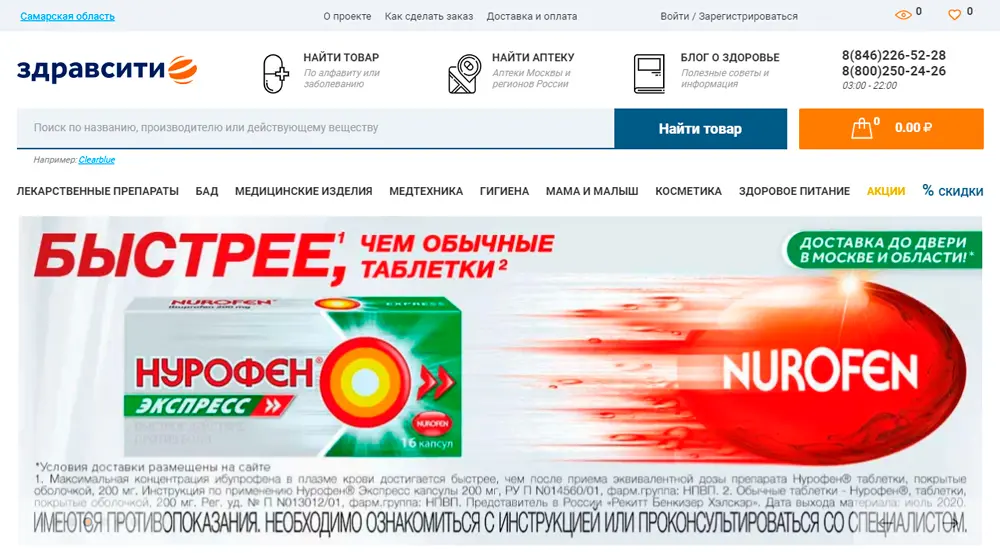 Самарская область
О проекте Как сделать заказ Доставка и оплата
Войти / Зарегистрироваться
0 0
здравсити
НАЙТИ ТОВАР
По алфавиту или
заболеванию
НАЙТИ АПТЕКУ
Аптеки Москвы и
регионов России
БЛОГ О ЗДОРОВЬЕ
Полезные советы и
информация
8(846)226-52-28
8(800)250-24-26
03:00 - 22:00
Поиск по названию, производителю или действующему веществу
Найти товар
0 0.00 ₽
Например: Clearblue
ЛЕКАРСТВЕННЫЕ ПРЕПАРАТЫ БАД МЕДИЦИНСКИЕ ИЗДЕЛИЯ МЕДТЕХНИКА ГИГИЕНА МАМА И МАЛЫШ КОСМЕТИКА ЗДОРОВОЕ ПИТАНИЕ АКЦИИ % СКИДКИ
БЫСТРЕЕ,¹ ЧЕМ ОБЫЧНЫЕ
ТАБЛЕТКИ²
ДОСТАВКА ДО ДВЕРИ
В МОСКВЕ И ОБЛАСТИ!*
NUROFEN EXPRESS
Ibuprofen 200 mg
НУРОФЕН®
ЭКСПРЕСС
NUROFEN
16 капсул
NUROFEN
*Условия доставки размещены на сайте
1. Максимальная концентрация ибупрофена в плазме крови достигается быстрее, чем после приема эквивалентной дозы препарата Нурофен® таблетки, покрытые
оболочкой, 200 мг. Инструкция по применению Нурофен® Экспресс капсулы 200 мг, РУ П N014560/01, фарм.группа: НПВП. 2. Обычные таблетки - Нурофен®, таблетки,
покрытые оболочкой, 200 мг. Рег. уд. № П N013012/01, фарм.группа: НПВП. Представитель в России «Рекитт Бенкизер Хэлскэр». Дата выхода материала: июль 2020.
ИМЕЮТСЯ ПРОТИВОПОКАЗАНИЯ. НЕОБХОДИМО ОЗНАКОМИТЬСЯ С ИНСТРУКЦИЕЙ ИЛИ ПРОКОНСУЛЬТИРОВАТЬСЯ СО СПЕЦИАЛИСТОМ.